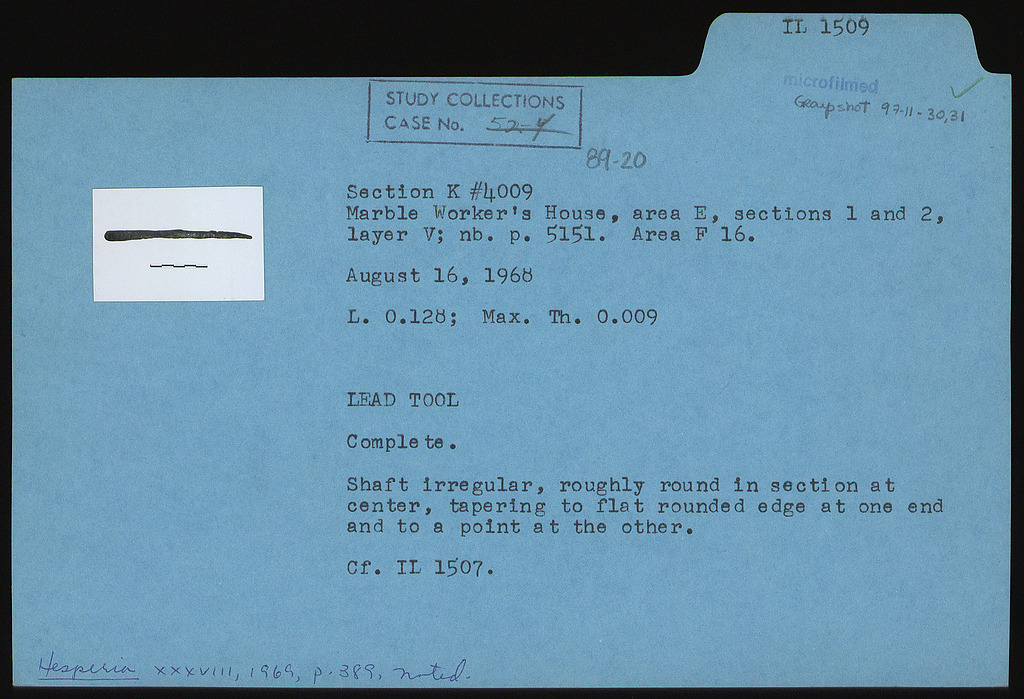 IL 1509
microfilmed
Groupshot 97-11-30,31
STUDY COLLECTIONS
CASE No. 52-4
89-20
Section K #4009
Marble Worker's House, area E, sections 1 and 2,
layer V; nb. p. 5151. Area F 16.
August 16, 1968
L. 0.128; Max. Th. 0.009
LEAD TOOL
Complete.
Shaft irregular, roughly round in section at
center, tapering to flat rounded edge at one end
and to a point at the other.
Cf. IL 1507.
Hesperia XXXVIII, 1969, p. 389, noted.